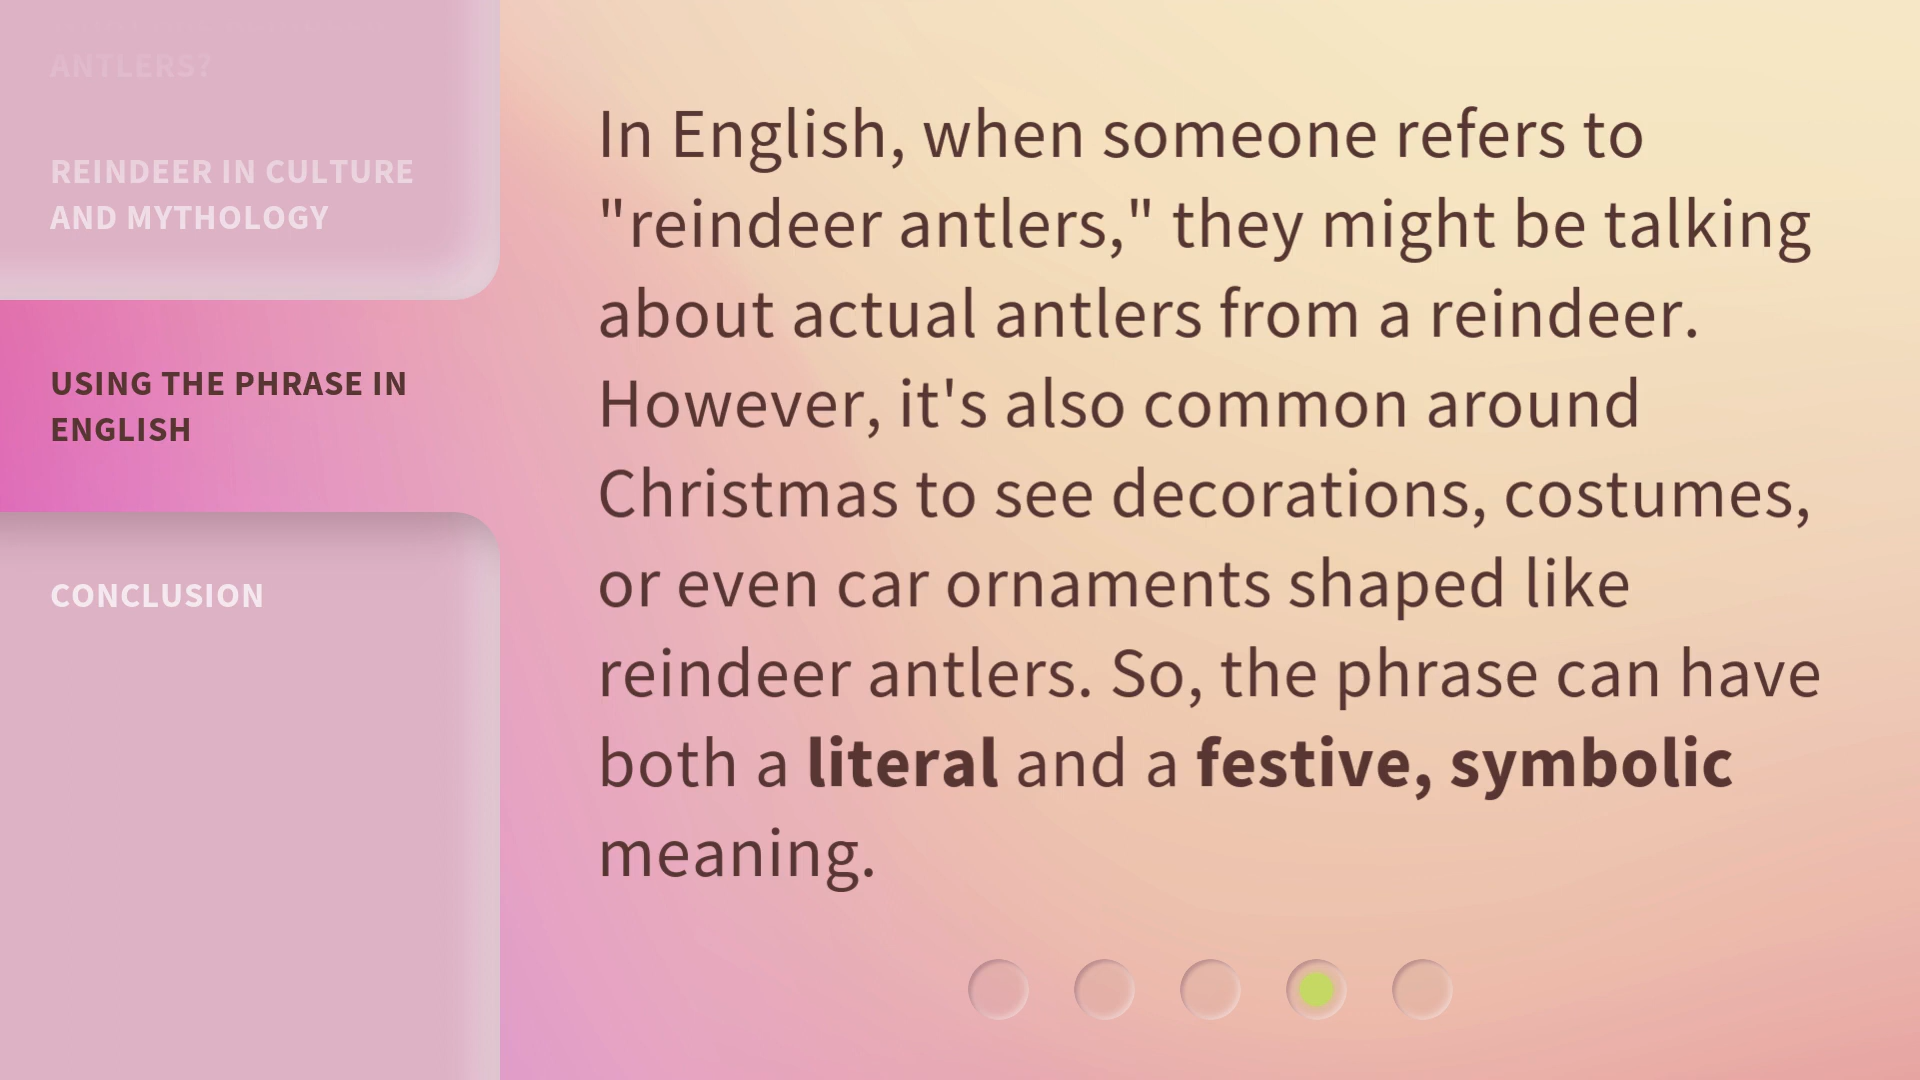 ANTLERS?
REINDEER IN CULTURE
AND MYTHOLOGY
USING THE PHRASE IN
ENGLISH
CONCLUSION
In English, when someone refers to
"reindeer antlers," they might be talking
about actual antlers from a reindeer.
However, it's also common around
Christmas to see decorations, costumes,
or even car ornaments shaped like
reindeer antlers. So, the phrase can have
both a literal and a festive, symbolic
meaning.